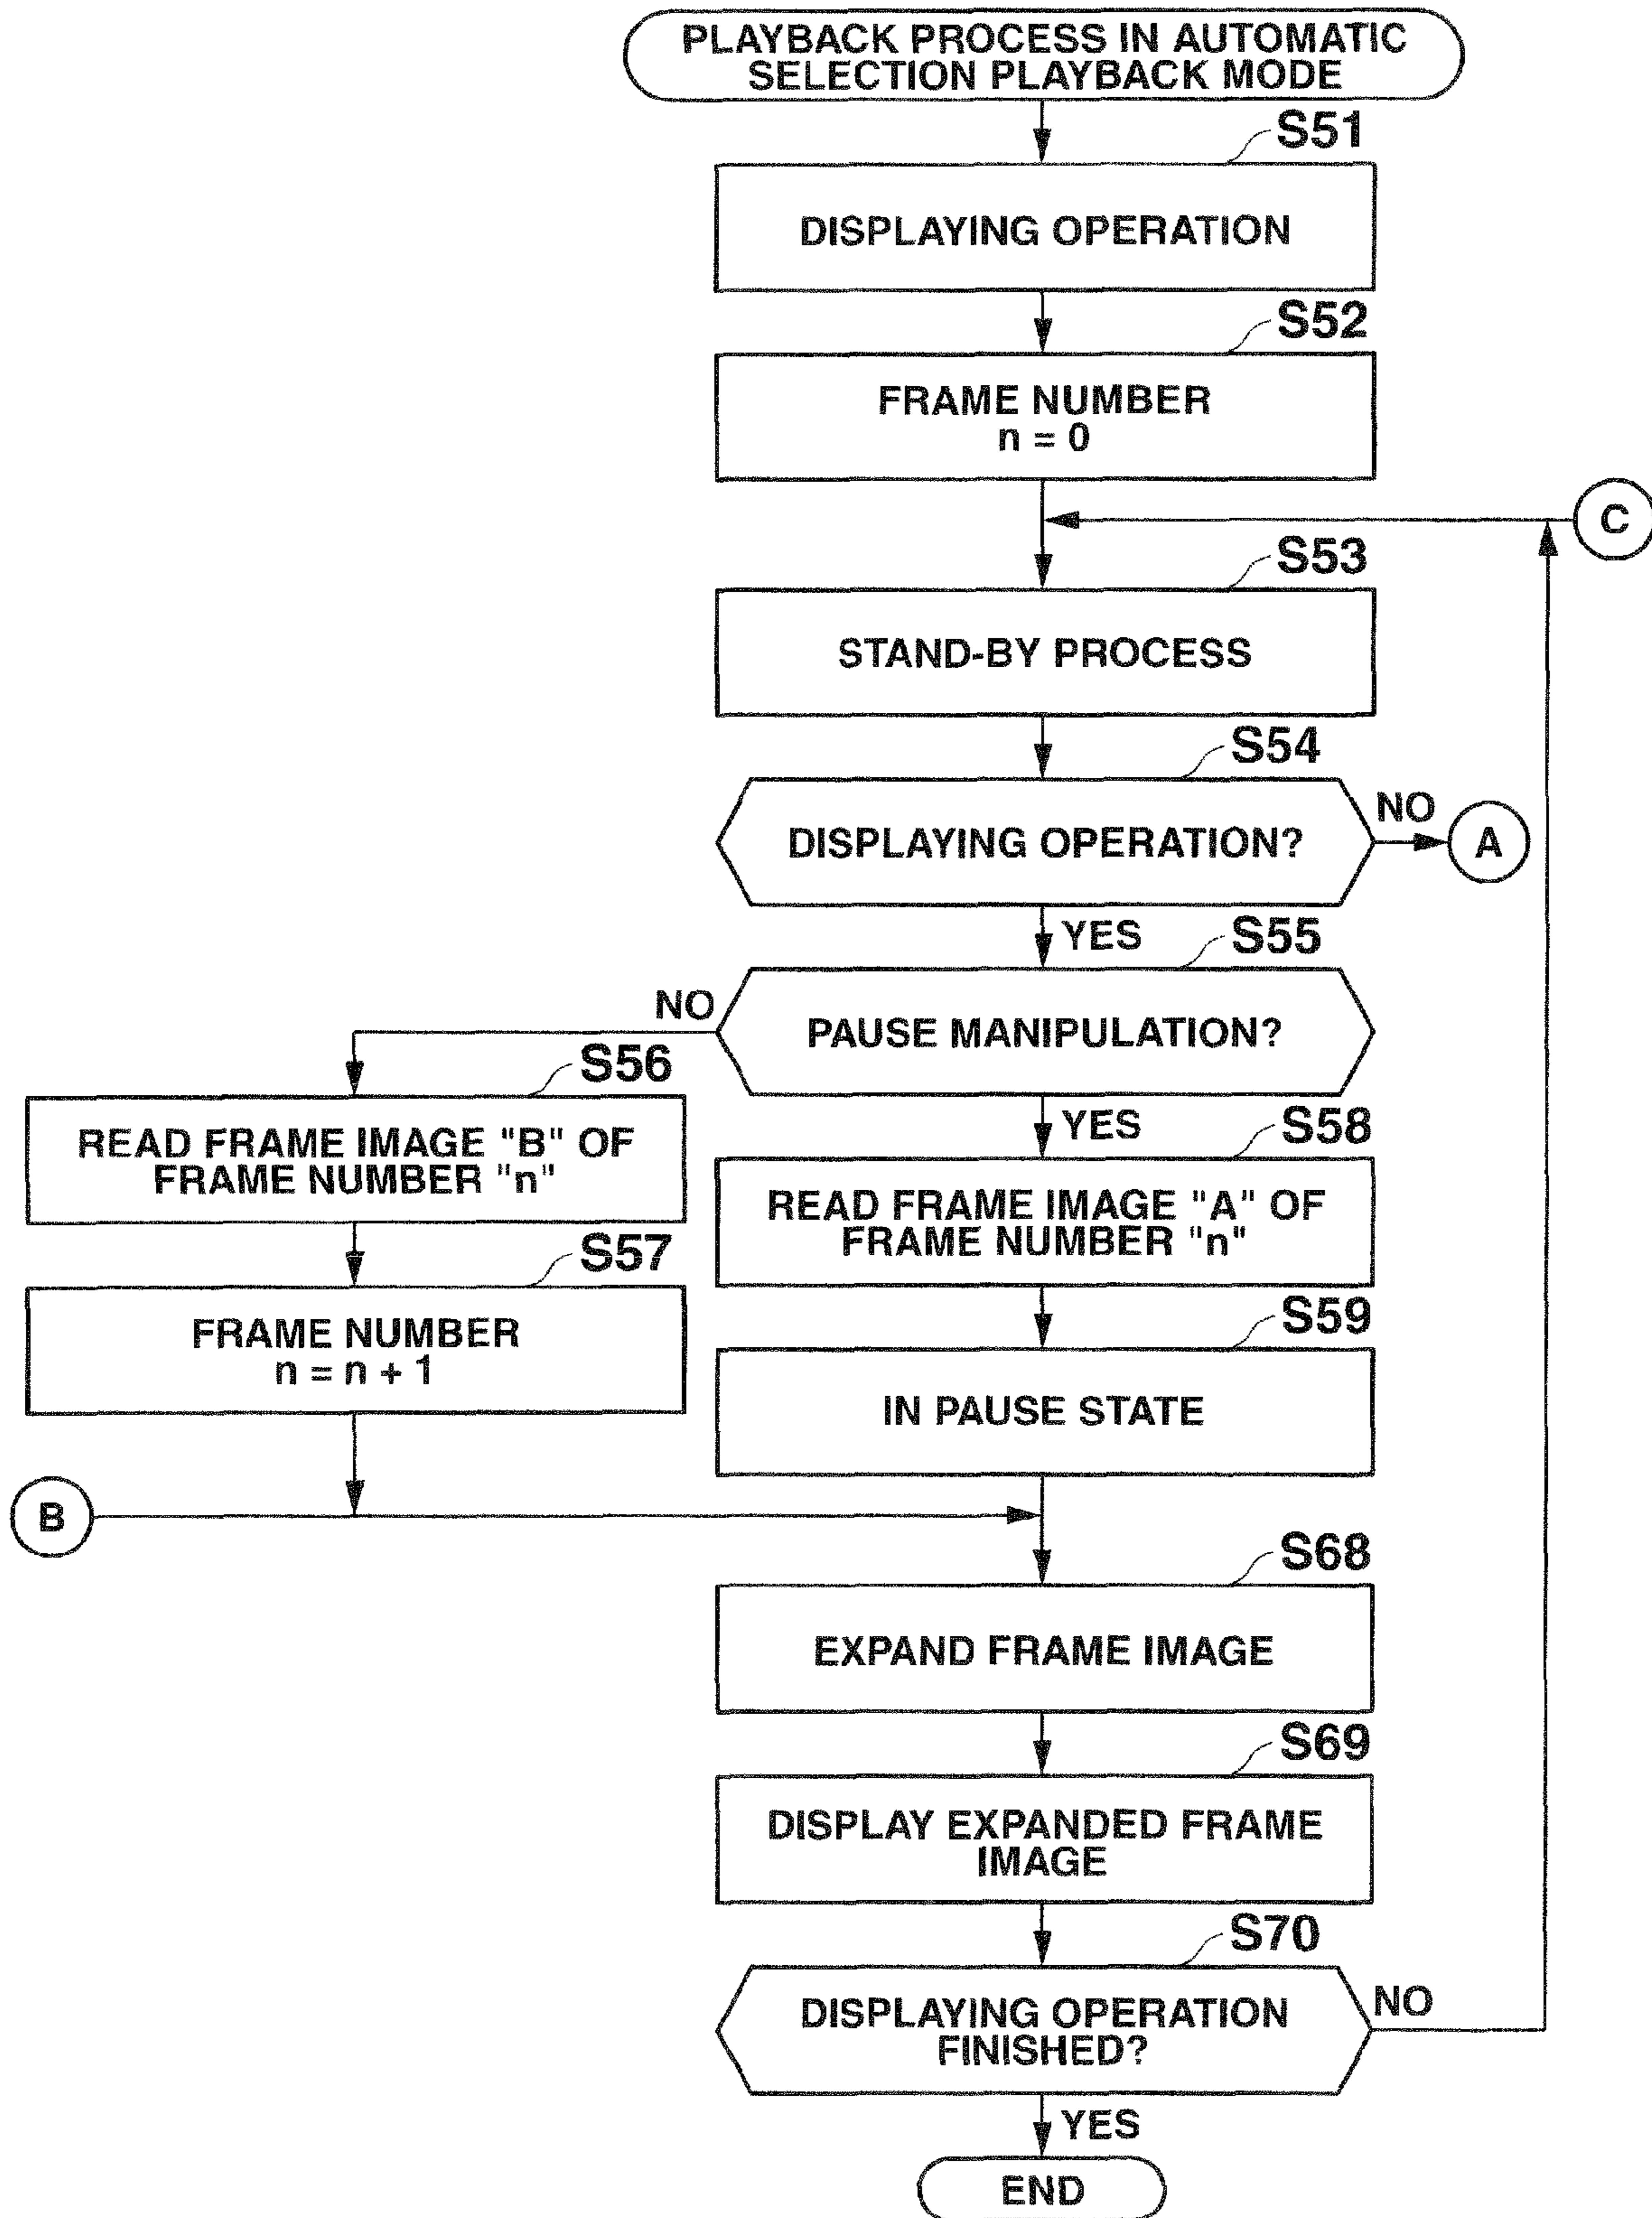 PLAYBACK PROCESS IN AUTOMATIC
SELECTION PLAYBACK MODE
S51
DISPLAYING OPERATION
S52
FRAME NUMBER
n = 0
C
S53
STAND-BY PROCESS
S54
DISPLAYING OPERATION?
NO
A
YES
S55
PAUSE MANIPULATION?
NO
S56
READ FRAME IMAGE "B" OF
FRAME NUMBER "n"
YES
S58
READ FRAME IMAGE "A" OF
FRAME NUMBER "n"
S57
FRAME NUMBER
n = n + 1
S59
IN PAUSE STATE
B
S68
EXPAND FRAME IMAGE
S69
DISPLAY EXPANDED FRAME
IMAGE
S70
DISPLAYING OPERATION
FINISHED?
NO
YES
END